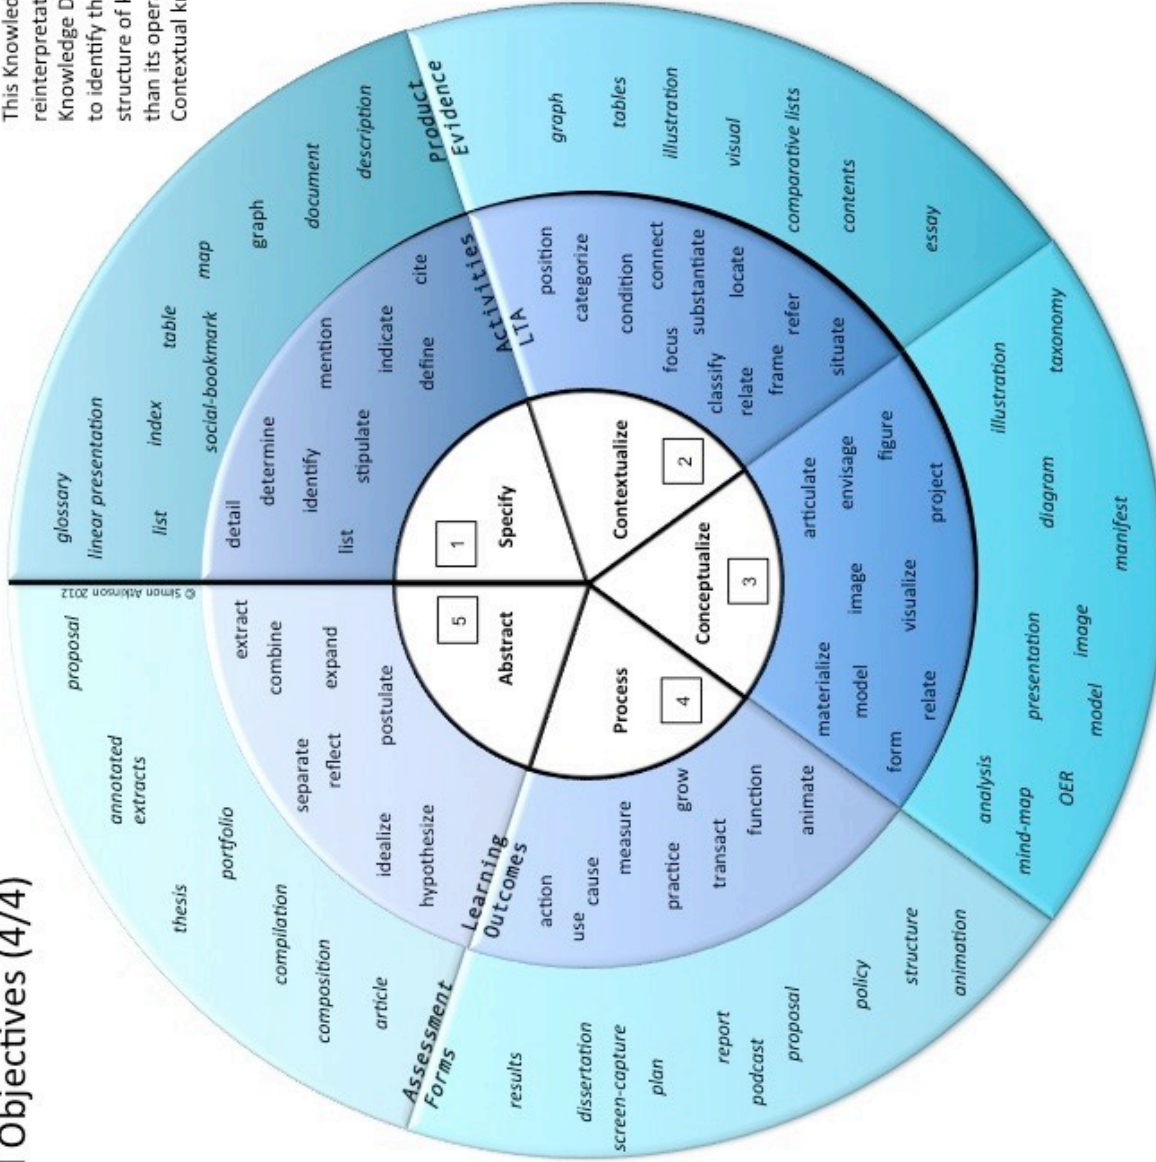 Objectives (4/4)
This Knowled
reinterpretat
Knowledge D
to identify th
structure of
than its opera
Contextual kn
© Simon Atkinson 2012
1
Specify
2
Contextualize
3
Conceptualize
4
Process
5
Abstract
Learning
Outcomes
Activities
LTA
Assessment
Forms
Product
Evidence
detail
determine
identify
list
mention
stipulate
indicate
define
cite
glossary
linear presentation
list
index
table
social-bookmark
map
graph
document
description
position
categorize
condition
connect
focus
substantiate
classify
locate
relate
frame
refer
situate
graph
tables
illustration
visual
comparative lists
contents
essay
articulate
envisage
figure
project
image
visualize
materialize
model
relate
form
illustration
taxonomy
diagram
manifest
presentation
image
model
analysis
mind-map
OER
action
use
cause
measure
grow
practice
transact
function
animate
results
dissertation
screen-capture
plan
report
podcast
proposal
policy
structure
animation
extract
combine
expand
postulate
separate
reflect
idealize
hypothesize
proposal
annotated
extracts
portfolio
thesis
compilation
composition
article